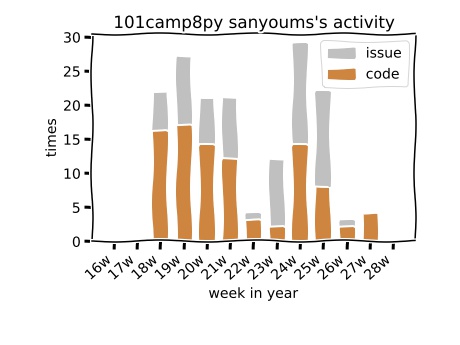 101camp8py sanyoums's activity
30
25
20
15
10
5
0
times
issue
code
16w 17w 18w 19w 20w 21w 22w 23w 24w 25w 26w 27w 28w
week in year